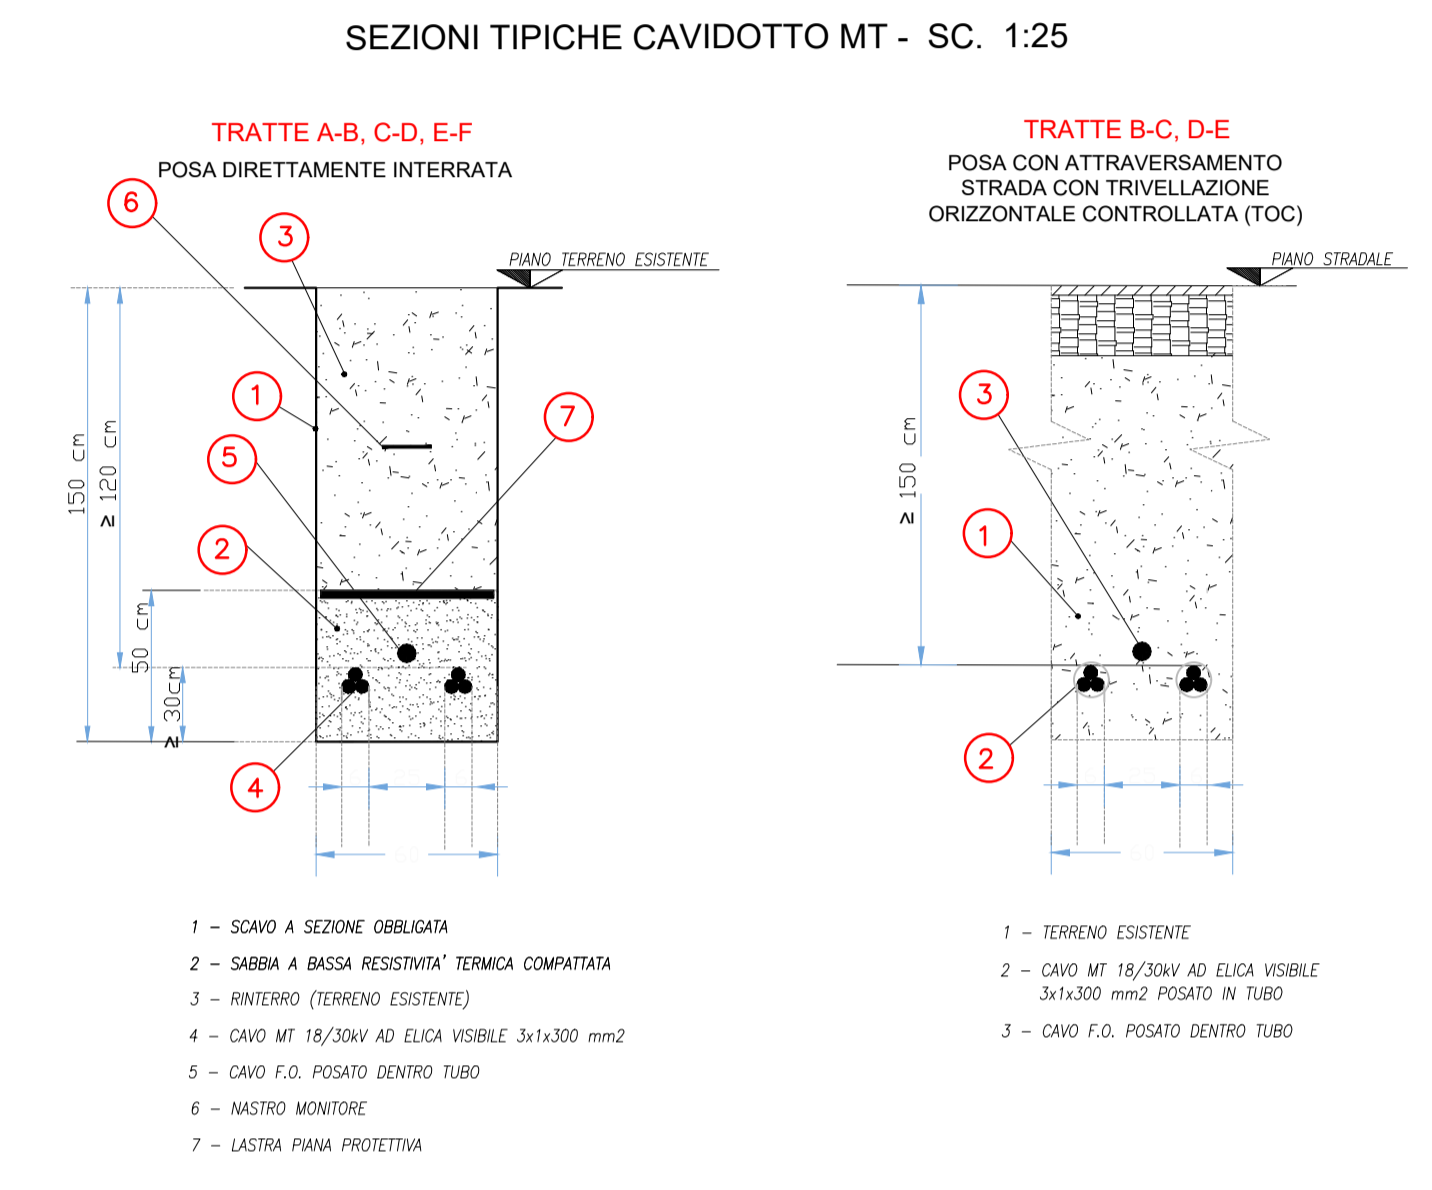 SEZIONI TIPICHE CAVIDOTTO MT - SC. 1:25
TRATTE A-B, C-D, E-F
POSA DIRETTAMENTE INTERRATA
6
3
PIANO TERRENO ESISTENTE
1
7
5
2
4
150 cm
≥ 120 cm
50 cm
≥ 30cm
60
1 - SCAVO A SEZIONE OBBLIGATA
2 - SABBIA A BASSA RESISTIVITA' TERMICA COMPATTATA
3 - RINTERRO (TERRENO ESISTENTE)
4 - CAVO MT 18/30kV AD ELICA VISIBILE 3x1x300 mm2
5 - CAVO F.O. POSATO DENTRO TUBO
6 - NASTRO MONITORE
7 - LASTRA PIANA PROTETTIVA
TRATTE B-C, D-E
POSA CON ATTRAVERSAMENTO
STRADA CON TRIVELLAZIONE
ORIZZONTALE CONTROLLATA (TOC)
PIANO STRADALE
3
1
2
≥ 150 cm
60
1 - TERRENO ESISTENTE
2 - CAVO MT 18/30kV AD ELICA VISIBILE
3x1x300 mm2 POSATO IN TUBO
3 - CAVO F.O. POSATO DENTRO TUBO